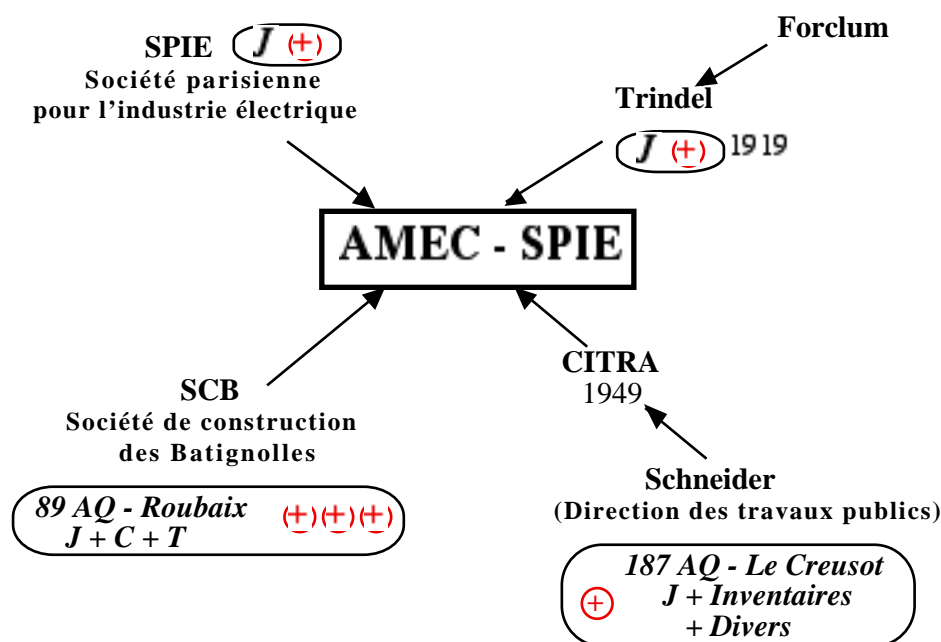 SPIE J (+)
Société parisienne
pour l'industrie électrique
Forclum
Trindel
J (+) 1919
AMEC - SPIE
SCB
Société de construction
des Batignolles
89 AQ - Roubaix (+)(+)(+)
J + C + T
CITRA
1949
Schneider
(Direction des travaux publics)
187 AQ - Le Creusot
+ J + Inventaires
+ Divers